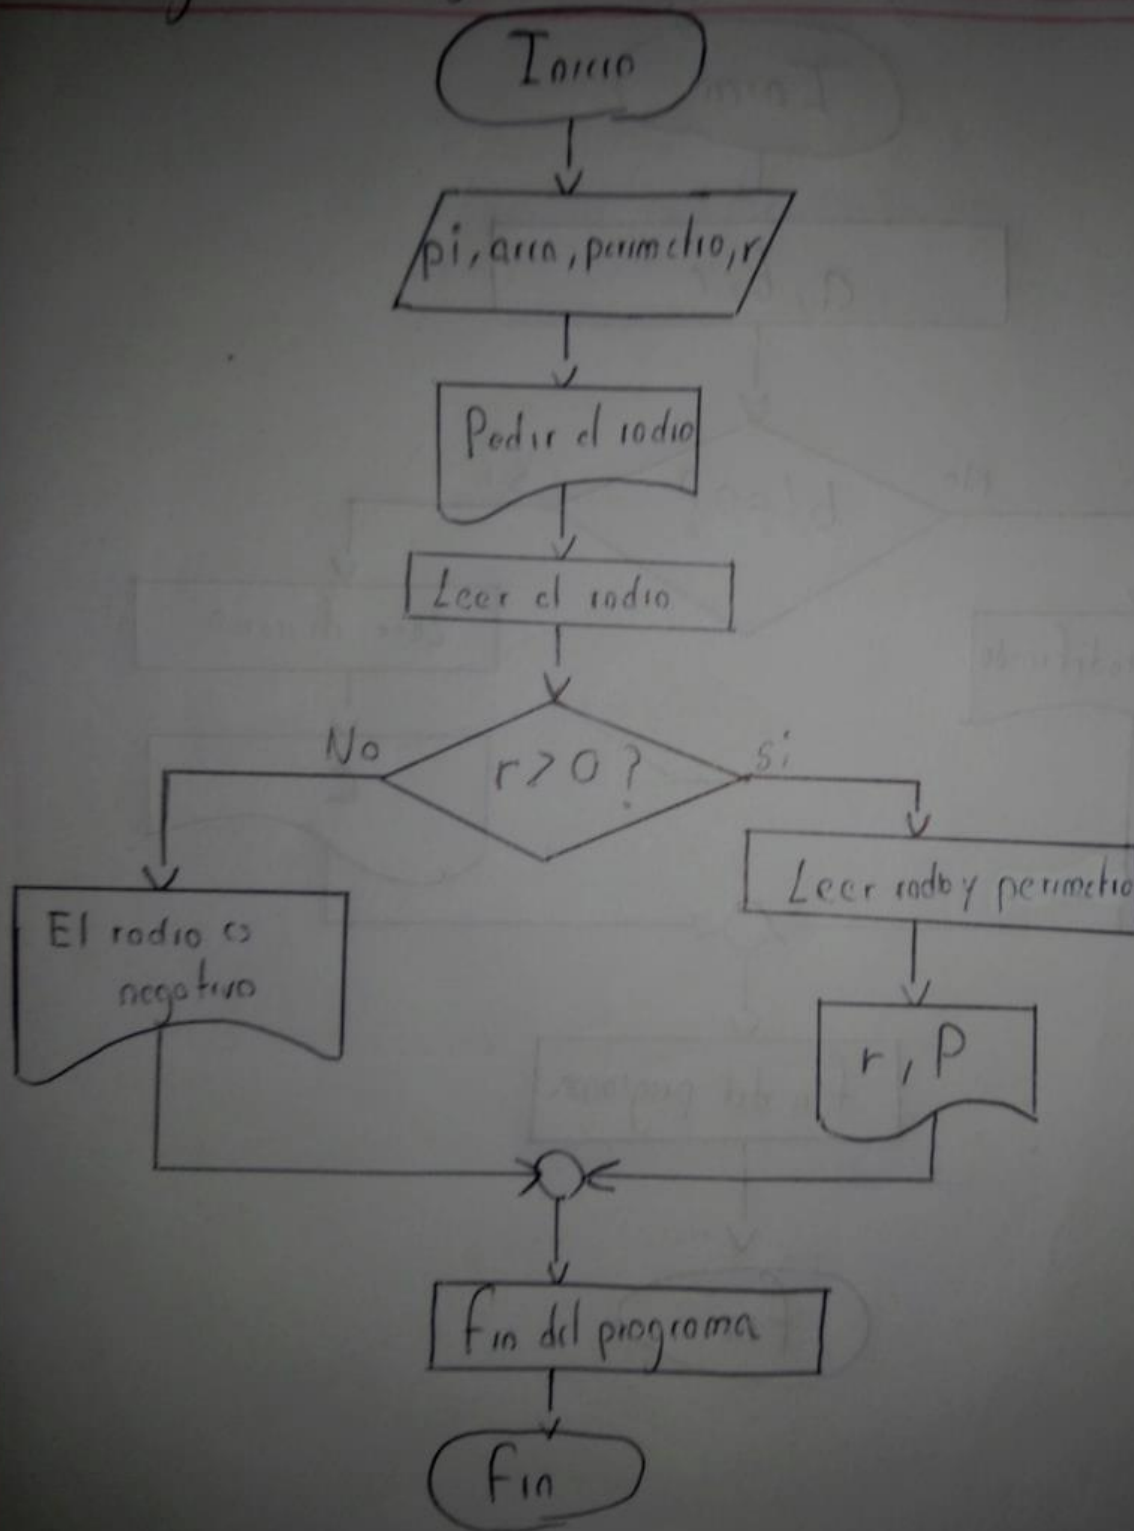 Inicio
pi, area, perimetro, r
Pedir el radio
Leer el radio
r > 0 ?
No
si
El radio es
negativo
Leer radio y perimetro
r, P
Fin del programa
Fin